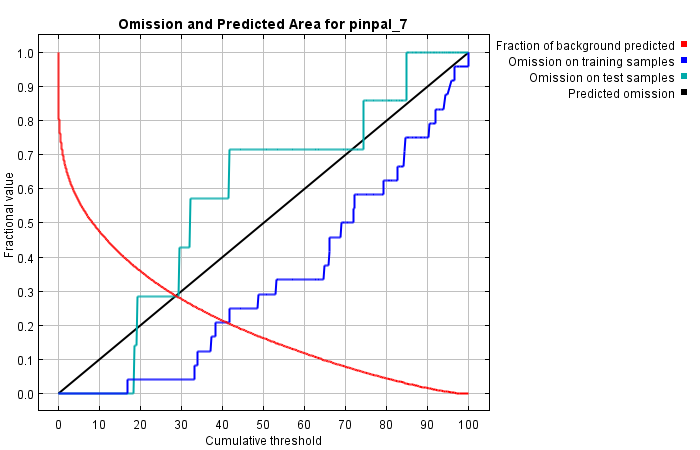 Omission and Predicted Area for pinpal_7
Fraction of background predicted
Omission on training samples
Omission on test samples
Predicted omission
Fractional value
1.0
0.9
0.8
0.7
0.6
0.5
0.4
0.3
0.2
0.1
0.0
0 10 20 30 40 50 60 70 80 90 100
Cumulative threshold